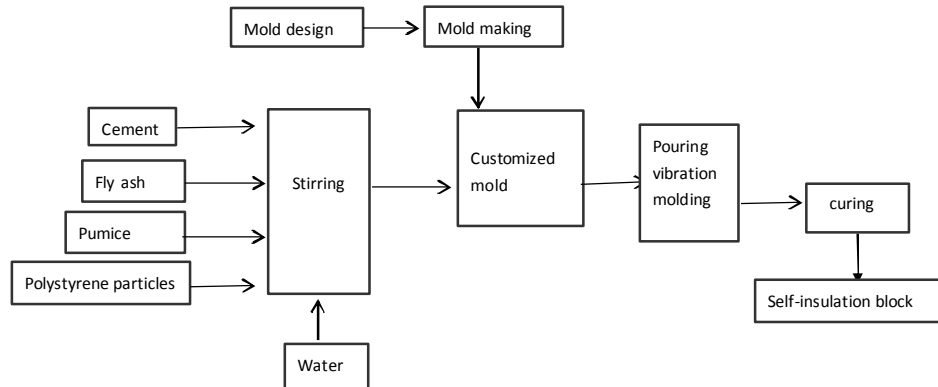 Mold design
Mold making
Cement
Fly ash
Pumice
Polystyrene particles
Stirring
Water
Customized
mold
Pouring
vibration
molding
curing
Self-insulation block